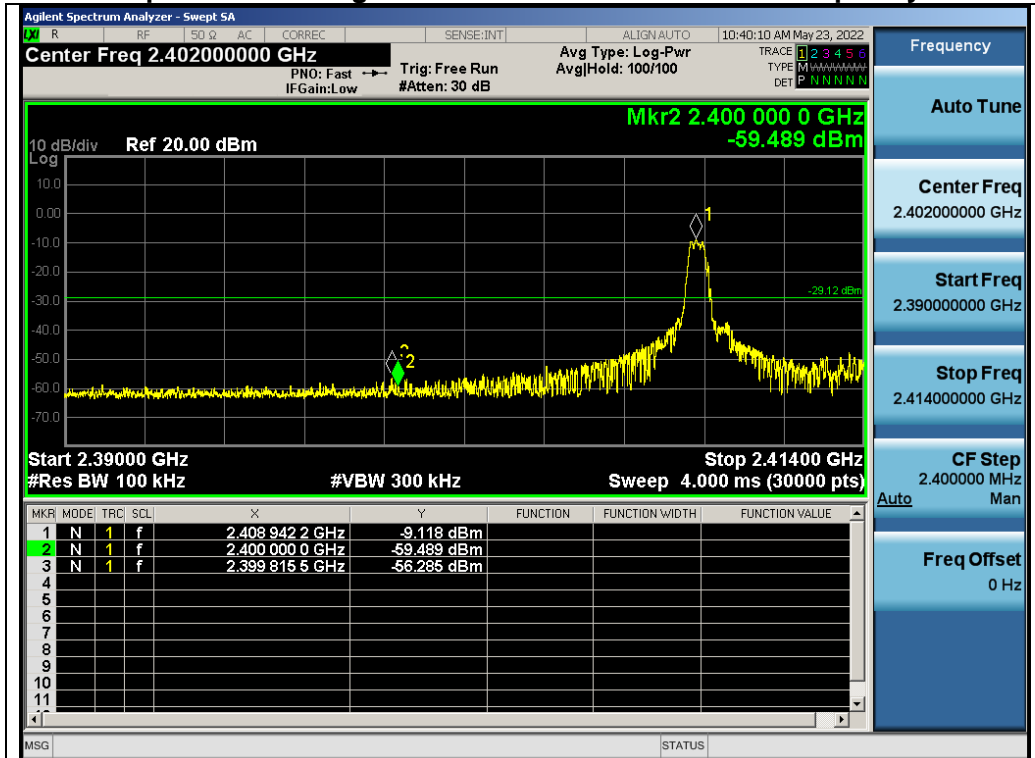 Agilent Spectrum Analyzer - Swept SA
LXI R RF 50 Ω AC CORREC SENSE:INT ALIGN AUTO 10:40:10 AM May 23, 2022
Center Freq 2.402000000 GHz
PNO: Fast
IFGain:Low
Trig: Free Run
#Atten: 30 dB
Avg Type: Log-Pwr
Avg|Hold: 100/100
TRACE 1 2 3 4 5 6
TYPE M
DET P N N N N N
Mkr2 2.400 000 0 GHz
-59.489 dBm
10 dB/div Ref 20.00 dBm
Log
10.0
0.00
-10.0
-20.0
-30.0
-40.0
-50.0
-60.0
-70.0
1
-29.12 dBm
2
Start 2.39000 GHz Stop 2.41400 GHz
#Res BW 100 kHz #VBW 300 kHz Sweep 4.000 ms (30000 pts)
MKR MODE TRC SCL X Y FUNCTION FUNCTION WIDTH FUNCTION VALUE
1 N 1 f 2.408 942 2 GHz -9.118 dBm
2 N 1 f 2.400 000 0 GHz -59.489 dBm
3 N 1 f 2.399 815 5 GHz -56.285 dBm
4
5
6
7
8
9
10
11
MSG STATUS
Frequency
Auto Tune
Center Freq
2.402000000 GHz
Start Freq
2.390000000 GHz
Stop Freq
2.414000000 GHz
CF Step
2.400000 MHz
Auto Man
Freq Offset
0 Hz